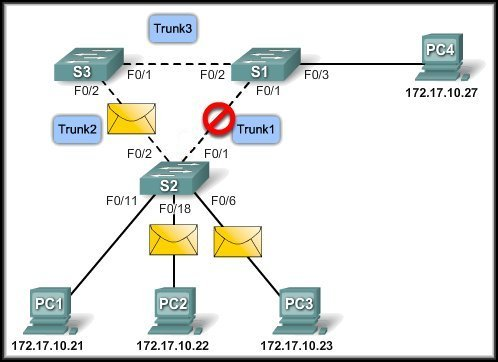 Trunk3
S3
F0/1
F0/2
S1
F0/3
PC4
F0/2
F0/1
172.17.10.27
Trunk2
Trunk1
F0/2
F0/1
S2
F0/11
F0/18
F0/6
PC1
PC2
PC3
172.17.10.21
172.17.10.22
172.17.10.23